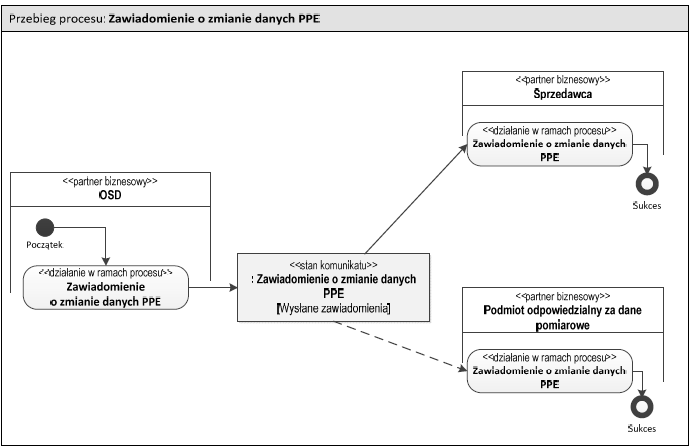 Przebieg procesu: Zawiadomienie o zmianie danych PPE
<<partner biznesowy>>
OSD
Początek
<<działanie w ramach procesu>>
Zawiadomienie
o zmianie danych PPE
<<stan komunikatu>>
: Zawiadomienie o zmianie danych
PPE
[Wysłane zawiadomienia]
<<partner biznesowy>>
Sprzedawca
<<działanie w ramach procesu>>
Zawiadomienie o zmianie danych
PPE
Sukces
<<partner biznesowy>>
Podmiot odpowiedzialny za dane
pomiarowe
<<działanie w ramach procesu>>
Zawiadomienie o zmianie danych
PPE
Sukces